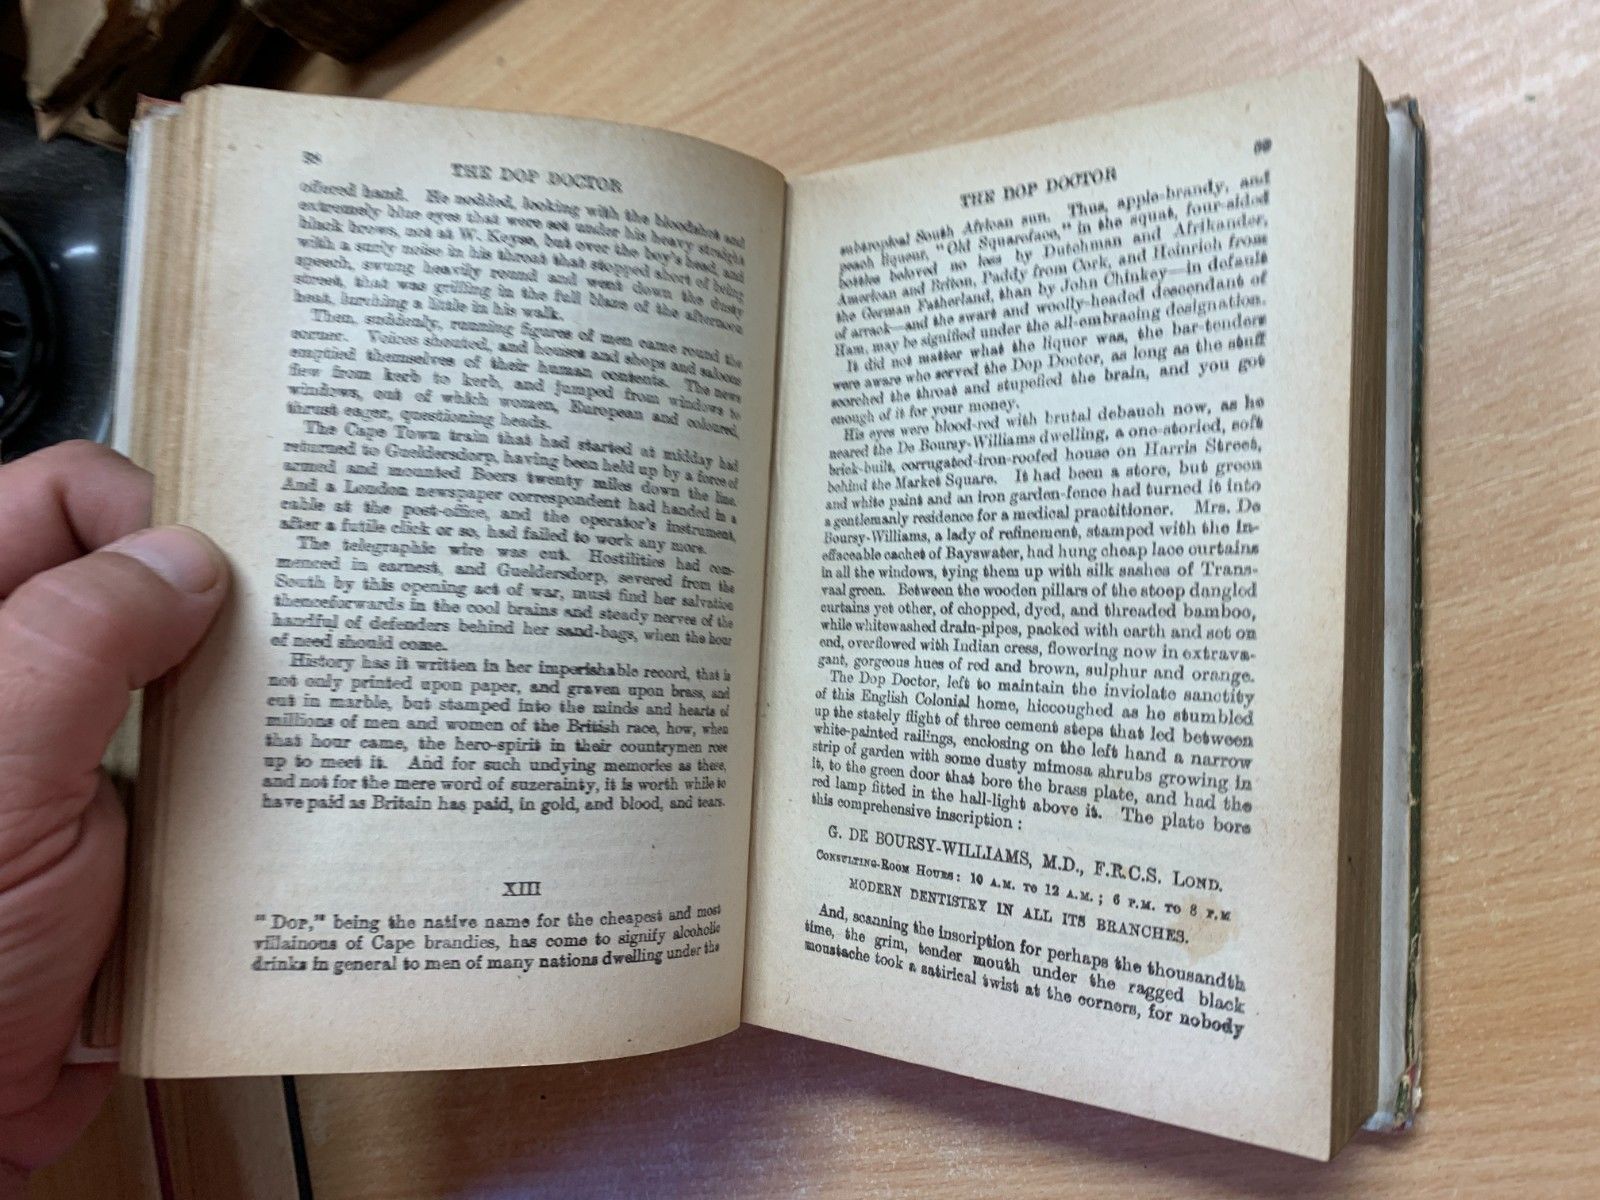 THE DOP DOCTOR
offered hand. He nodded, looking with the bloodshot and
extremely blue eyes that were set under his heavy straight
black brows, not at W. Keyse, but over the boy's head, and
with a surly noise in his throat that stopped short of being
speech, swung heavily round and went down the dusty
street, that was grilling in the full blaze of the afternoon
heat, lurching a little in his walk.
Then, suddenly, running figures of men came round the
corner. Voices shouted, and houses and shops and saloons
emptied themselves of their human contents. The news
flew from kerb to kerb, and jumped from windows to
windows, out of which women, European and coloured,
thrust eager, questioning heads.
The Cape Town train that had started at midday had
returned to Gueldersdorp, having been held up by a force of
armed and mounted Boers twenty miles down the line.
And a London newspaper correspondent had handed in a
cable at the post-office, and the operator's instrument,
after a futile click or so, had failed to work any more.
The telegraphic wire was cut. Hostilities had com-
menced in earnest, and Gueldersdorp, severed from the
South by this opening act of war, must find her salvation
thenceforwards in the cool brains and steady nerves of the
handful of defenders behind her sand-bags, when the hour
of need should come.
History has it written in her imperishable record, that is
not only printed upon paper, and graven upon brass, and
cut in marble, but stamped into the minds and hearts of
millions of men and women of the British race, how, when
that hour came, the hero-spirit in their countrymen rose
up to meet it. And for such undying memories as these,
and not for the mere word of suzerainty, it is worth while to
have paid as Britain has paid, in gold, and blood, and tears.
XIII
"Dop," being the native name for the cheapest and most
villainous of Cape brandies, has come to signify alcoholic
drinks in general to men of many nations dwelling under the
THE DOP DOCTOR
subtropical South African sun. Thus, apple-brandy, and
peach liqueur, "Old Squareface," in the squat, four-sided
bottles beloved no less by Dutchman and Afrikander,
American and Briton, Paddy from Cork, and Heinrich from
the German Fatherland, than by John Chinkey—in default
of arrack—and the swart and woolly-headed descendant of
Ham, may be signified under the all-embracing designation.
It did not matter what the liquor was, the bar-tenders
were aware who served the Dop Doctor, as long as the stuff
scorched the throat and stupefied the brain, and you got
enough of it for your money.
His eyes were blood-red with brutal debauch now, as he
neared the De Boursy-Williams dwelling, a one-storied, soft
brick-built, corrugated-iron-roofed house on Harris Street,
behind the Market Square. It had been a store, but green
and white paint and an iron garden-fence had turned it into
a gentlemanly residence for a medical practitioner. Mrs. De
Boursy-Williams, a lady of refinement, stamped with the in-
effaceable cachet of Bayswater, had hung cheap lace curtains
in all the windows, tying them up with silk sashes of Trans-
vaal green. Between the wooden pillars of the stoep dangled
curtains yet other, of chopped, dyed, and threaded bamboo,
while whitewashed drain-pipes, packed with earth and set on
end, overflowed with Indian cress, flowering now in extrava-
gant, gorgeous hues of red and brown, sulphur and orange.
The Dop Doctor, left to maintain the inviolate sanctity
of this English Colonial home, hiccoughed as he stumbled
up the stately flight of three cement steps that led between
white-painted railings, enclosing on the left hand a narrow
strip of garden with some dusty mimosa shrubs growing in
it, to the green door that bore the brass plate, and had the
red lamp fitted in the hall-light above it. The plate bore
this comprehensive inscription:
G. DE BOURSY-WILLIAMS, M.D., F.R.C.S. LOND.
CONSULTING-ROOM HOURS: 10 A.M. TO 12 A.M.; 6 P.M. TO 8 P.M
MODERN DENTISTRY IN ALL ITS BRANCHES.
And, scanning the inscription for perhaps the thousandth
time, the grim, tender mouth under the ragged black
moustache took a satirical twist at the corners, for nobody